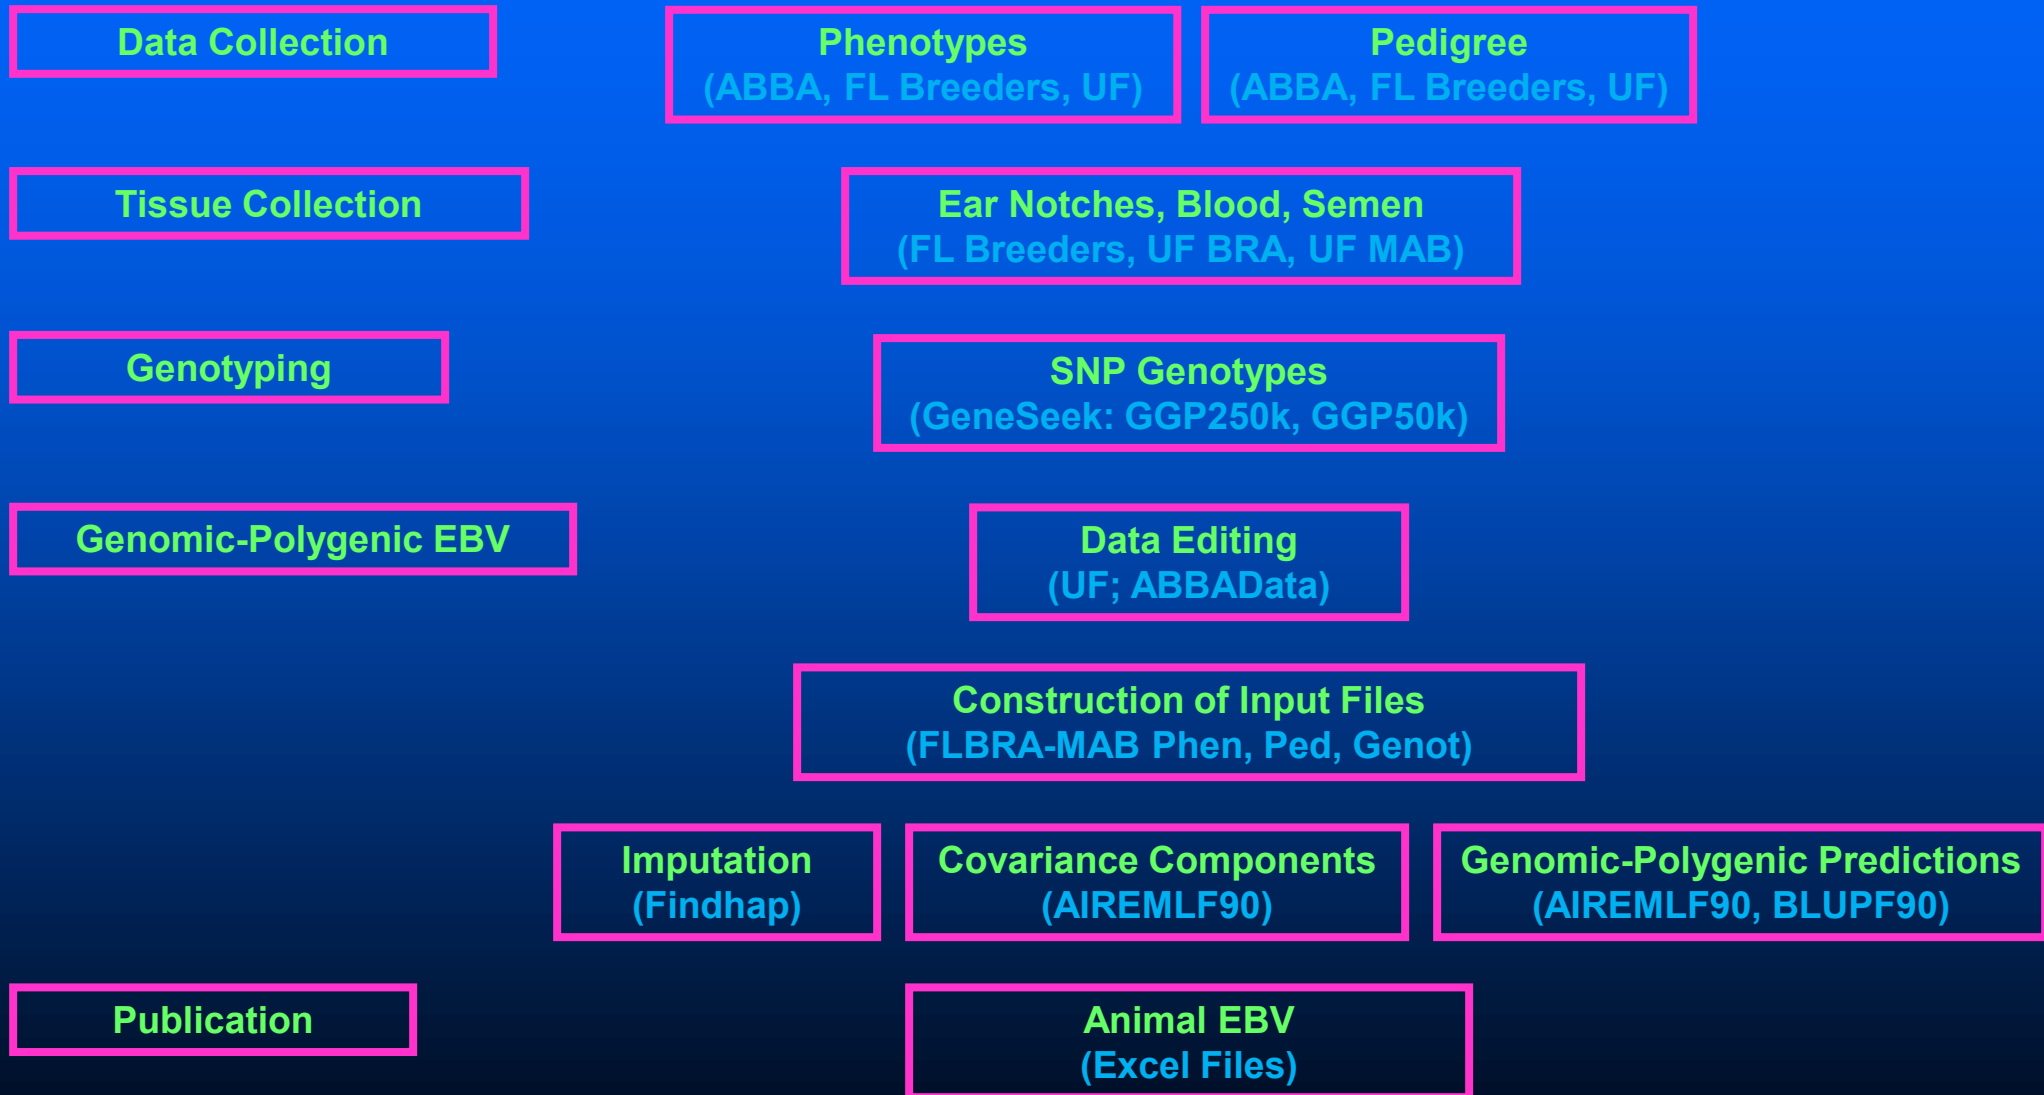 Data Collection
Phenotypes
(ABBA, FL Breeders, UF)
Pedigree
(ABBA, FL Breeders, UF)
Tissue Collection
Ear Notches, Blood, Semen
(FL Breeders, UF BRA, UF MAB)
Genotyping
SNP Genotypes
(GeneSeek: GGP250k, GGP50k)
Genomic-Polygenic EBV
Data Editing
(UF; ABBAData)
Construction of Input Files
(FLBRA-MAB Phen, Ped, Genot)
Imputation
(Findhap)
Covariance Components
(AIREMLF90)
Genomic-Polygenic Predictions
(AIREMLF90, BLUPF90)
Publication
Animal EBV
(Excel Files)